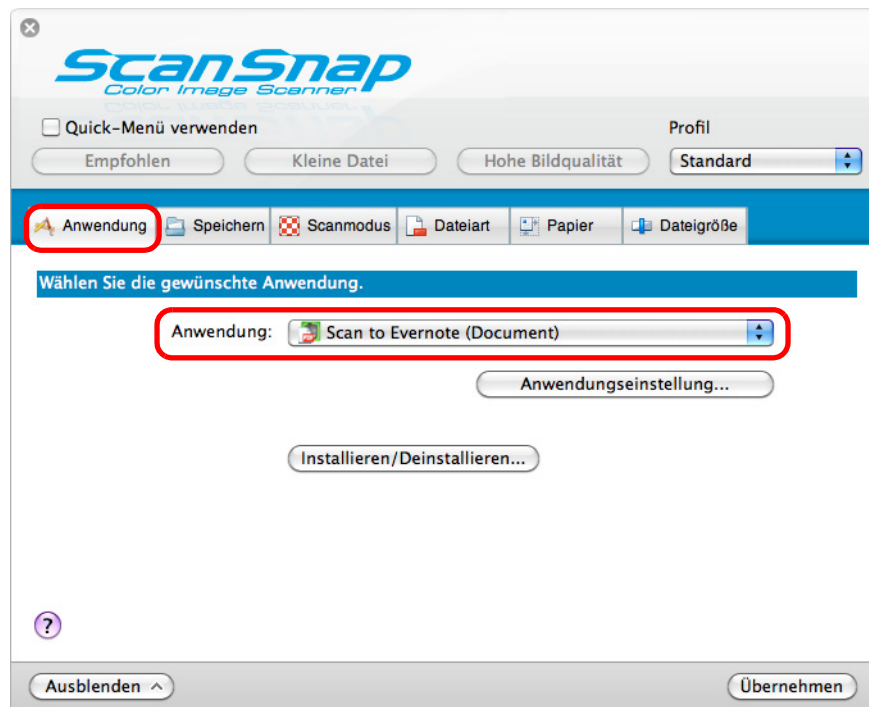 ScanSnap
Color Image Scanner
Quick-Menü verwenden
Profil
Empfohlen
Kleine Datei
Hohe Bildqualität
Standard
Anwendung
Speichern
Scanmodus
Dateiart
Papier
Dateigröße
Wählen Sie die gewünschte Anwendung.
Anwendung:
Scan to Evernote (Document)
Anwendungseinstellung...
Installieren/Deinstallieren...
?
Ausblenden
Übernehmen